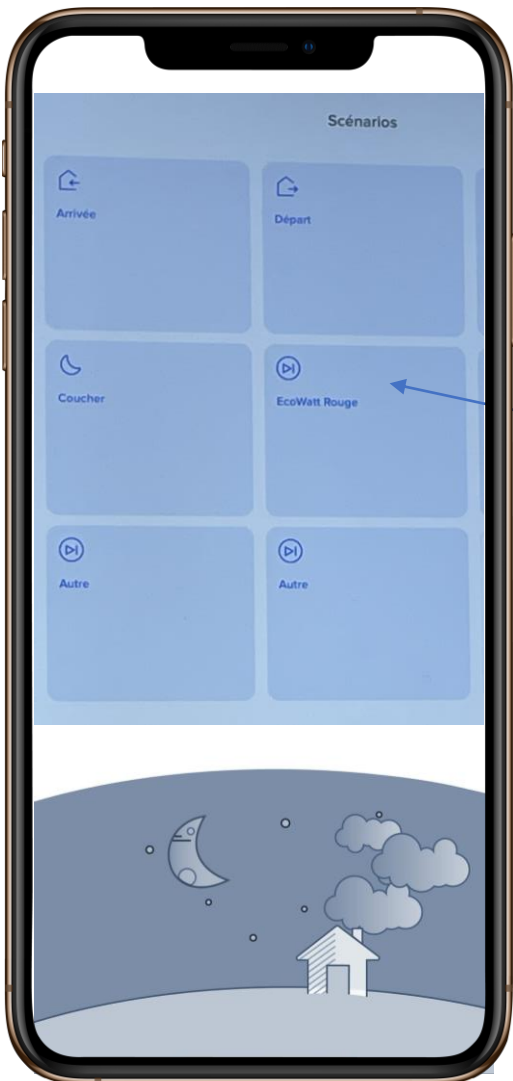 Scénarios
Arrivée
Départ
Coucher
EcoWatt Rouge
Autre
Autre